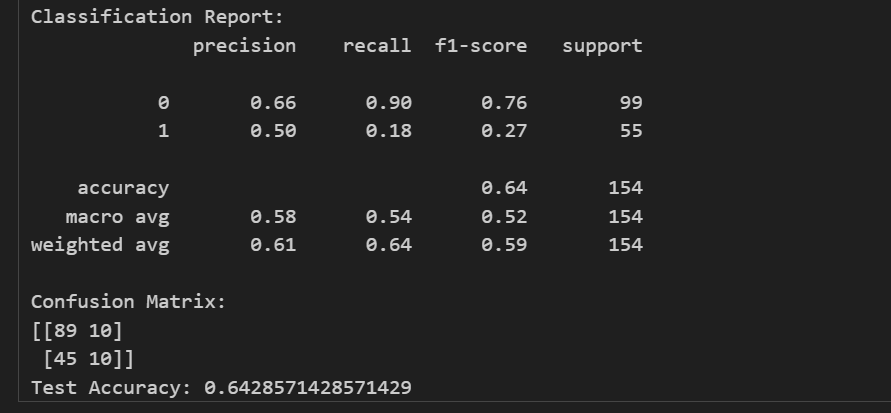 Classification Report:
precision recall f1-score support
0 0.66 0.90 0.76 99
1 0.50 0.18 0.27 55
accuracy 0.64 154
macro avg 0.58 0.54 0.52 154
weighted avg 0.61 0.64 0.59 154
Confusion Matrix:
[[89 10]
[45 10]]
Test Accuracy: 0.6428571428571429